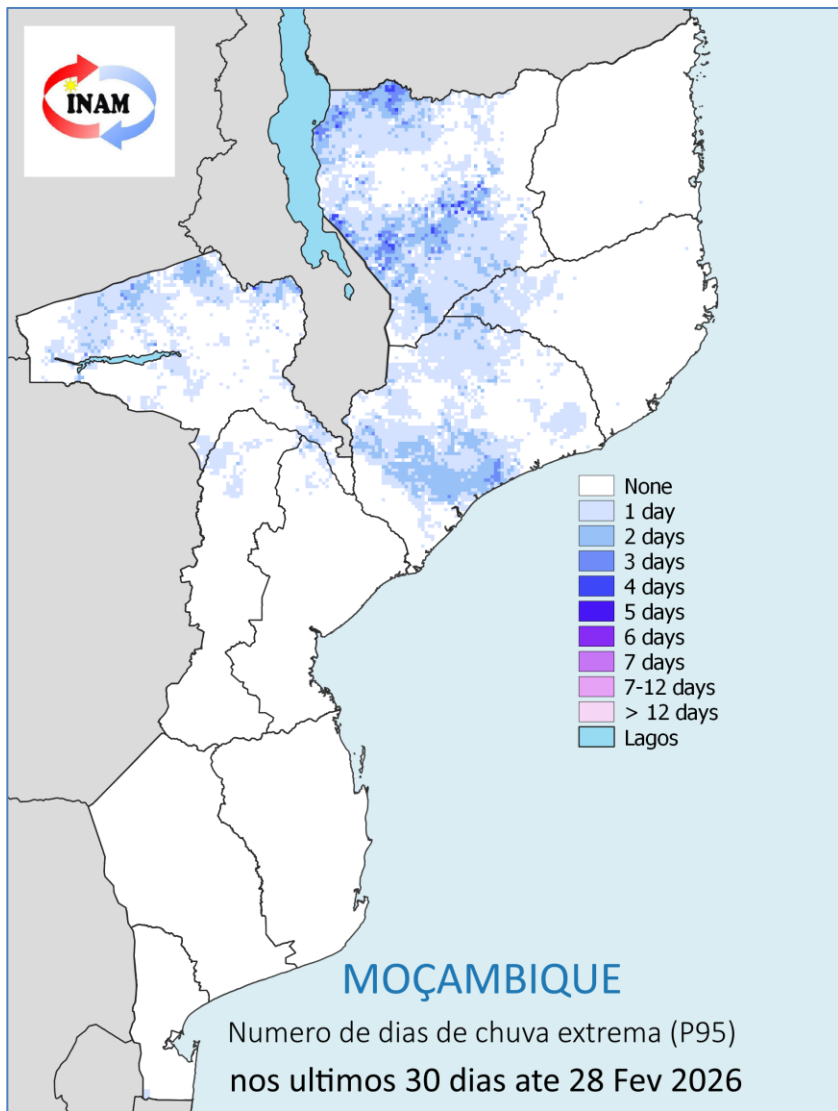 INAM
None
1 day
2 days
3 days
4 days
5 days
6 days
7 days
7-12 days
> 12 days
Lagos
MOÇAMBIQUE
Numero de dias de chuva extrema (P95)
nos ultimos 30 dias ate 28 Fev 2026